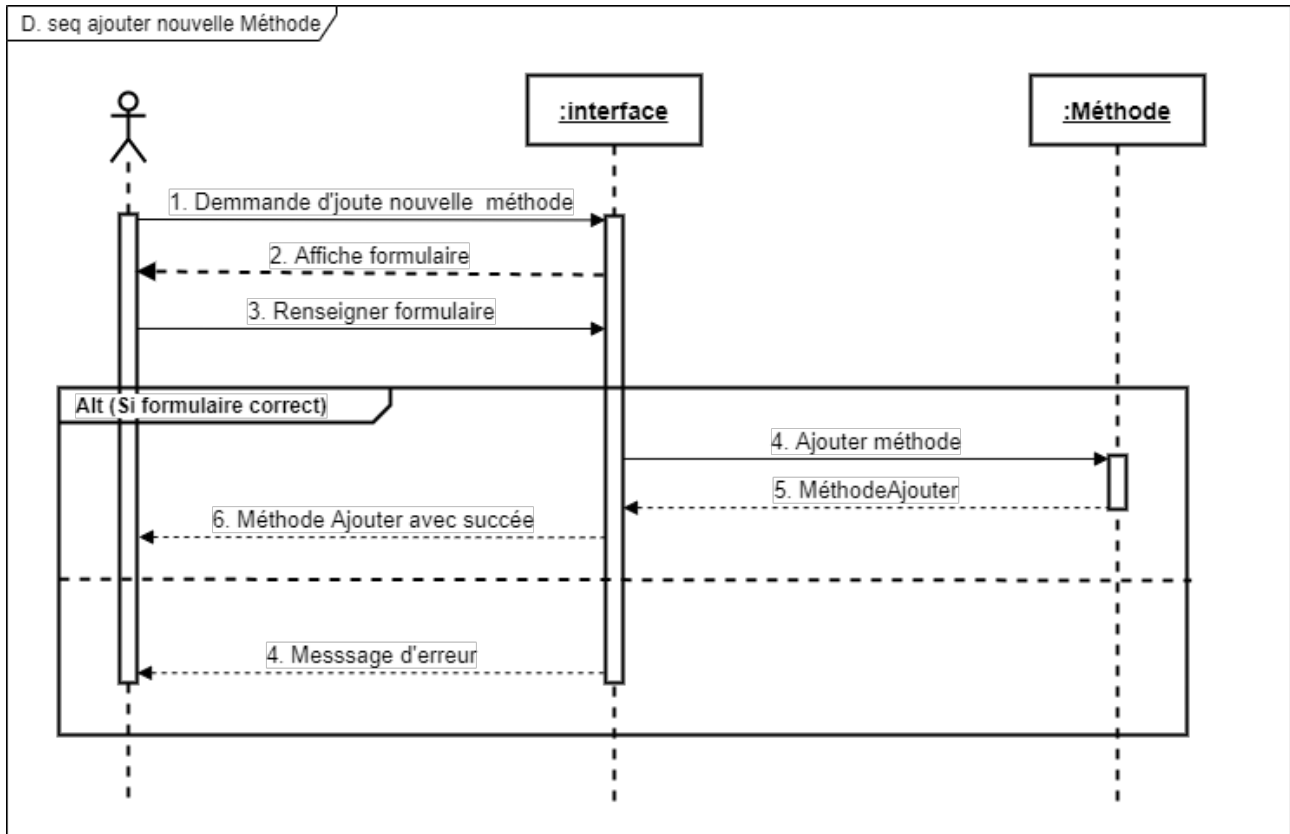 D. seq ajouter nouvelle Méthode
:interface
:Méthode
1. Demmande d'joute nouvelle  méthode
2. Affiche formulaire
3. Renseigner formulaire
Alt (Si formulaire correct)
4. Ajouter méthode
5. MéthodeAjouter
6. Méthode Ajouter avec succée
4. Messsage d'erreur